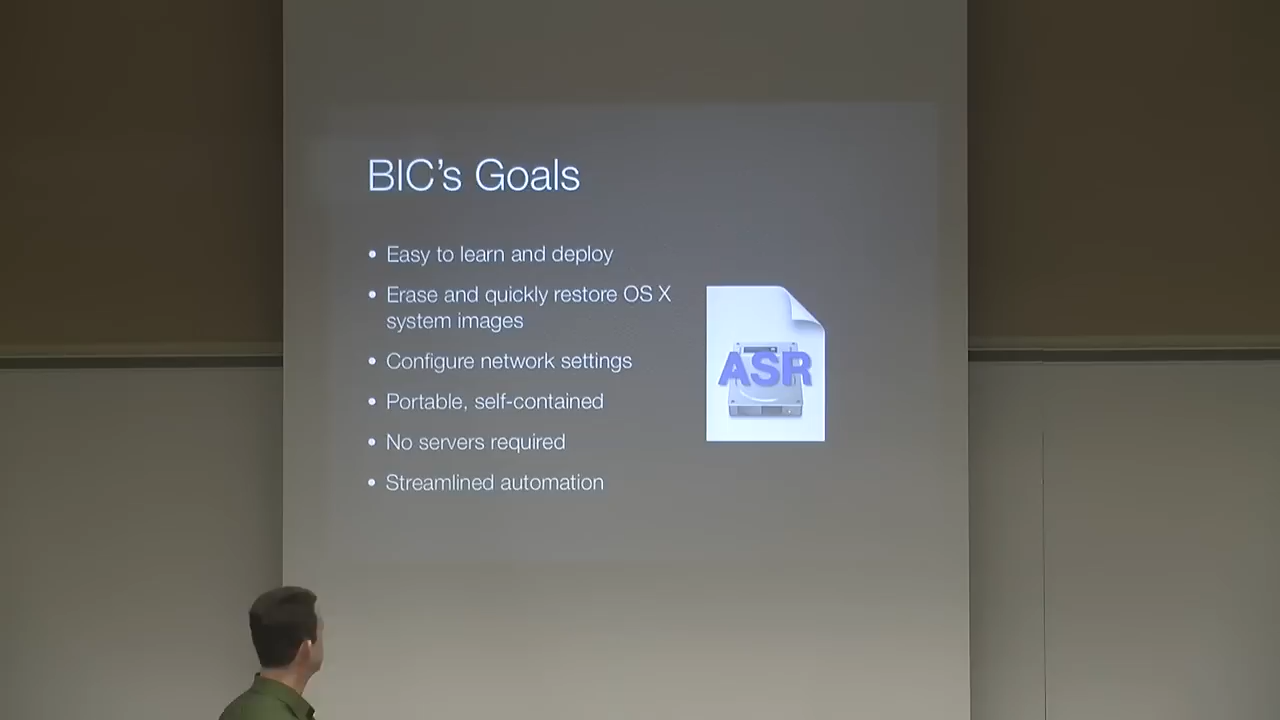 BIC's Goals
• Easy to learn and deploy
• Erase and quickly restore OS X
system images
• Configure network settings
• Portable, self-contained
• No servers required
• Streamlined automation
ASR